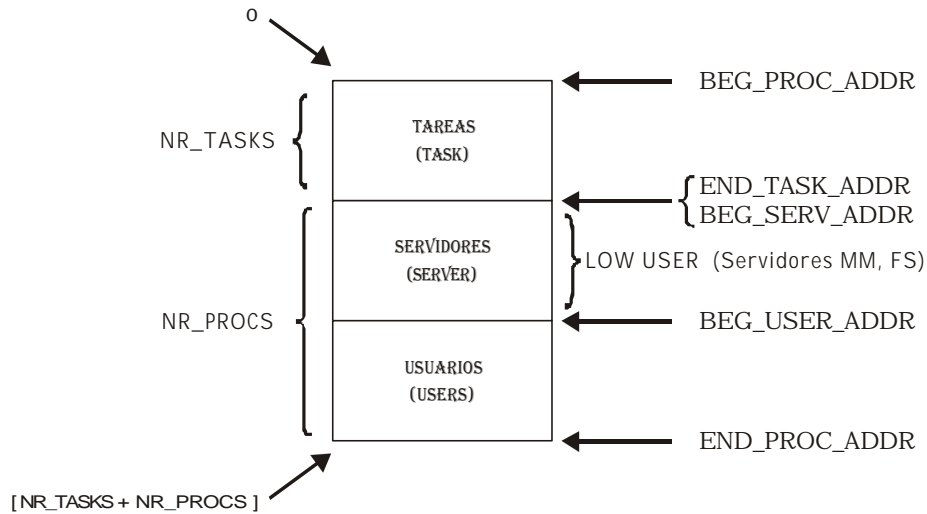 0
BEG_PROC_ADDR
NR_TASKS
TAREAS
(TASK)
END_TASK_ADDR
BEG_SERV_ADDR
SERVIDORES
(SERVER)
LOW USER (Servidores MM, FS)
NR_PROCS
BEG_USER_ADDR
USUARIOS
(USERS)
END_PROC_ADDR
[NR_TASKS + NR_PROCS ]